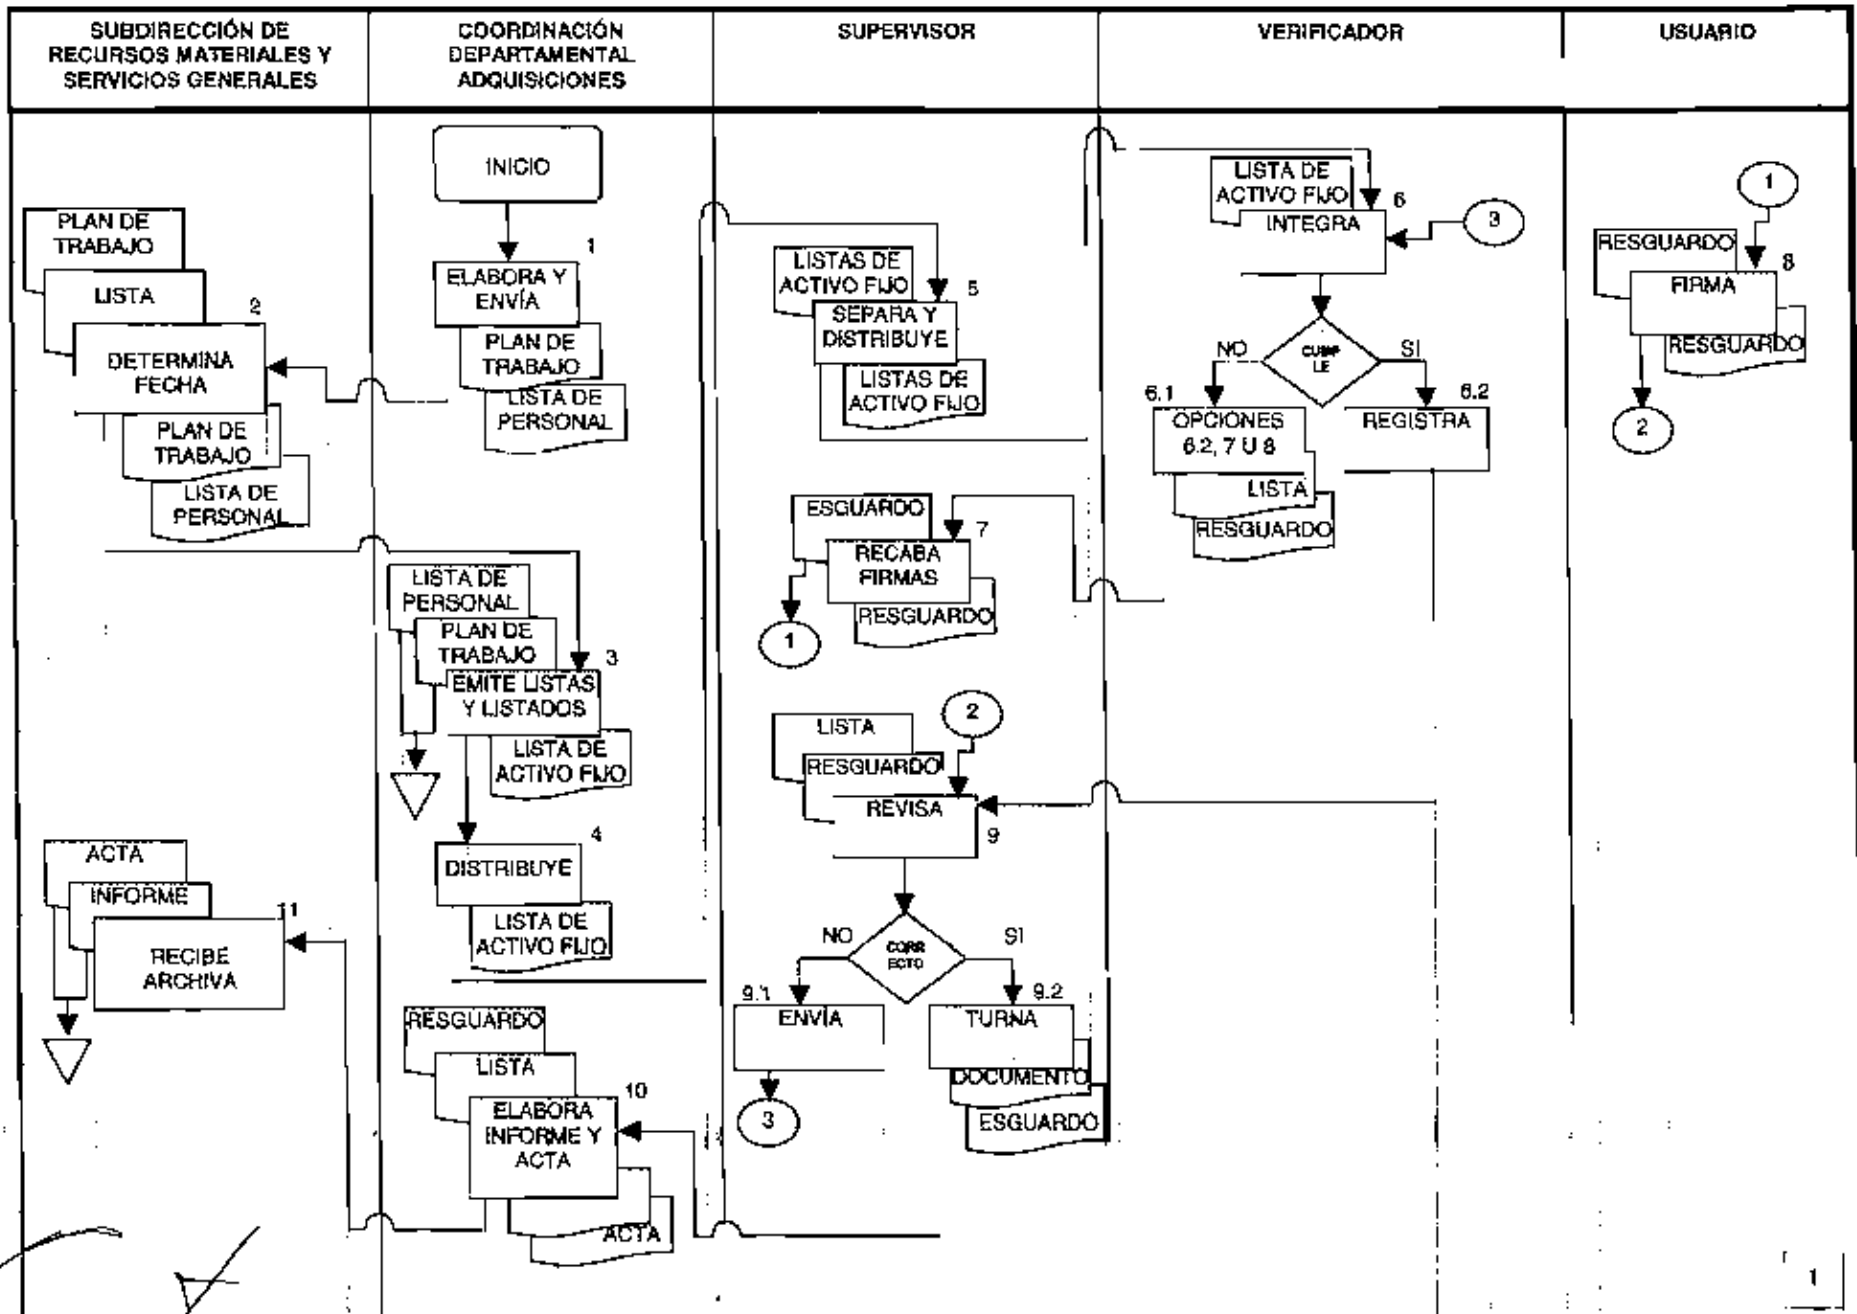 SUBDIRECCIÓN DE
RECURSOS MATERIALES Y
SERVICIOS GENERALES
COORDINACIÓN
DEPARTAMENTAL
ADQUISICIONES
SUPERVISOR
VERIFICADOR
USUARIO
PLAN DE
TRABAJO
LISTA
2
DETERMINA
FECHA
PLAN DE
TRABAJO
LISTA DE
PERSONAL
ACTA
INFORME
11
RECIBE
ARCHIVA
INICIO
1
ELABORA Y
ENVÍA
PLAN DE
TRABAJO
LISTA DE
PERSONAL
LISTA DE
PERSONAL
PLAN DE
TRABAJO
3
EMITE LISTAS
Y LISTADOS
LISTA DE
ACTIVO FIJO
4
DISTRIBUYE
LISTA DE
ACTIVO FIJO
RESGUARDO
LISTA
10
ELABORA
INFORME Y
ACTA
ACTA
LISTAS DE
ACTIVO FIJO
5
SEPARA Y
DISTRIBUYE
LISTAS DE
ACTIVO FIJO
ESGUARDO
7
RECABA
FIRMAS
RESGUARDO
1
2
LISTA
RESGUARDO
REVISA
9
NO
CORR
ECTO
SI
9.1
ENVÍA
3
9.2
TURNA
DOCUMENTO
ESGUARDO
LISTA DE
ACTIVO FIJO
6
INTEGRA
3
NO
CUMP
LE
SI
6.1
OPCIONES
6.2, 7 U 8
LISTA
RESGUARDO
6.2
REGISTRA
1
RESGUARDO
8
FIRMA
RESGUARDO
2
1